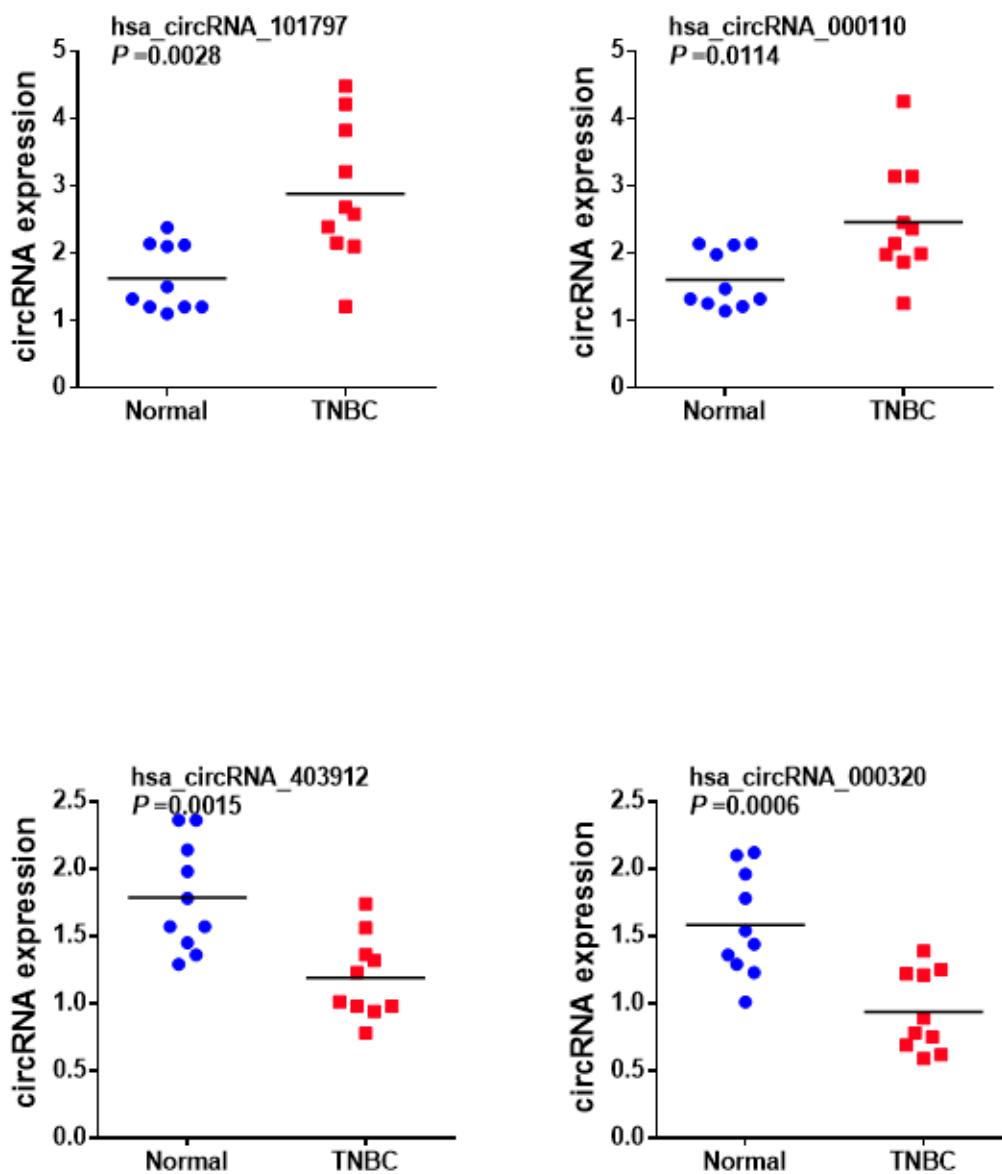 hsa_circRNA_101797
P =0.0028
circRNA expression
5
4
3
2
1
0
Normal TNBC
hsa_circRNA_000110
P =0.0114
circRNA expression
5
4
3
2
1
0
Normal TNBC
hsa_circRNA_403912
P =0.0015
circRNA expression
2.5
2.0
1.5
1.0
0.5
0.0
Normal TNBC
hsa_circRNA_000320
P =0.0006
circRNA expression
2.5
2.0
1.5
1.0
0.5
0.0
Normal TNBC